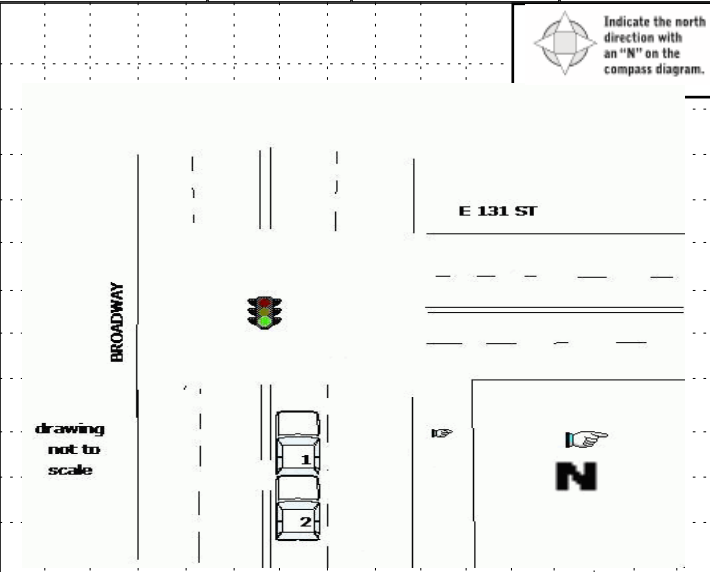 Indicate the north
direction with
an "N" on the
compass diagram.
E 131 ST
BROADWAY
drawing
not to
scale
1
2
N